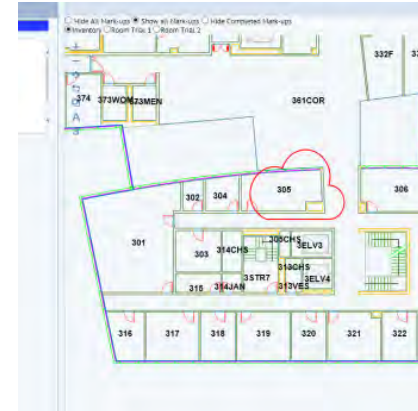 Hide All Mark-ups Show all Mark-ups Hide Completed Mark-ups
Inventory Room Trial 1 Room Trial 2
332F
374 373WOM 373MEN
361COR
302 304 305 306
301 303 314CHS 305CHS 3ELV3
3STR7 313CHS
315 314JAN 313VES 3ELV4
316 317 318 319 320 321 322